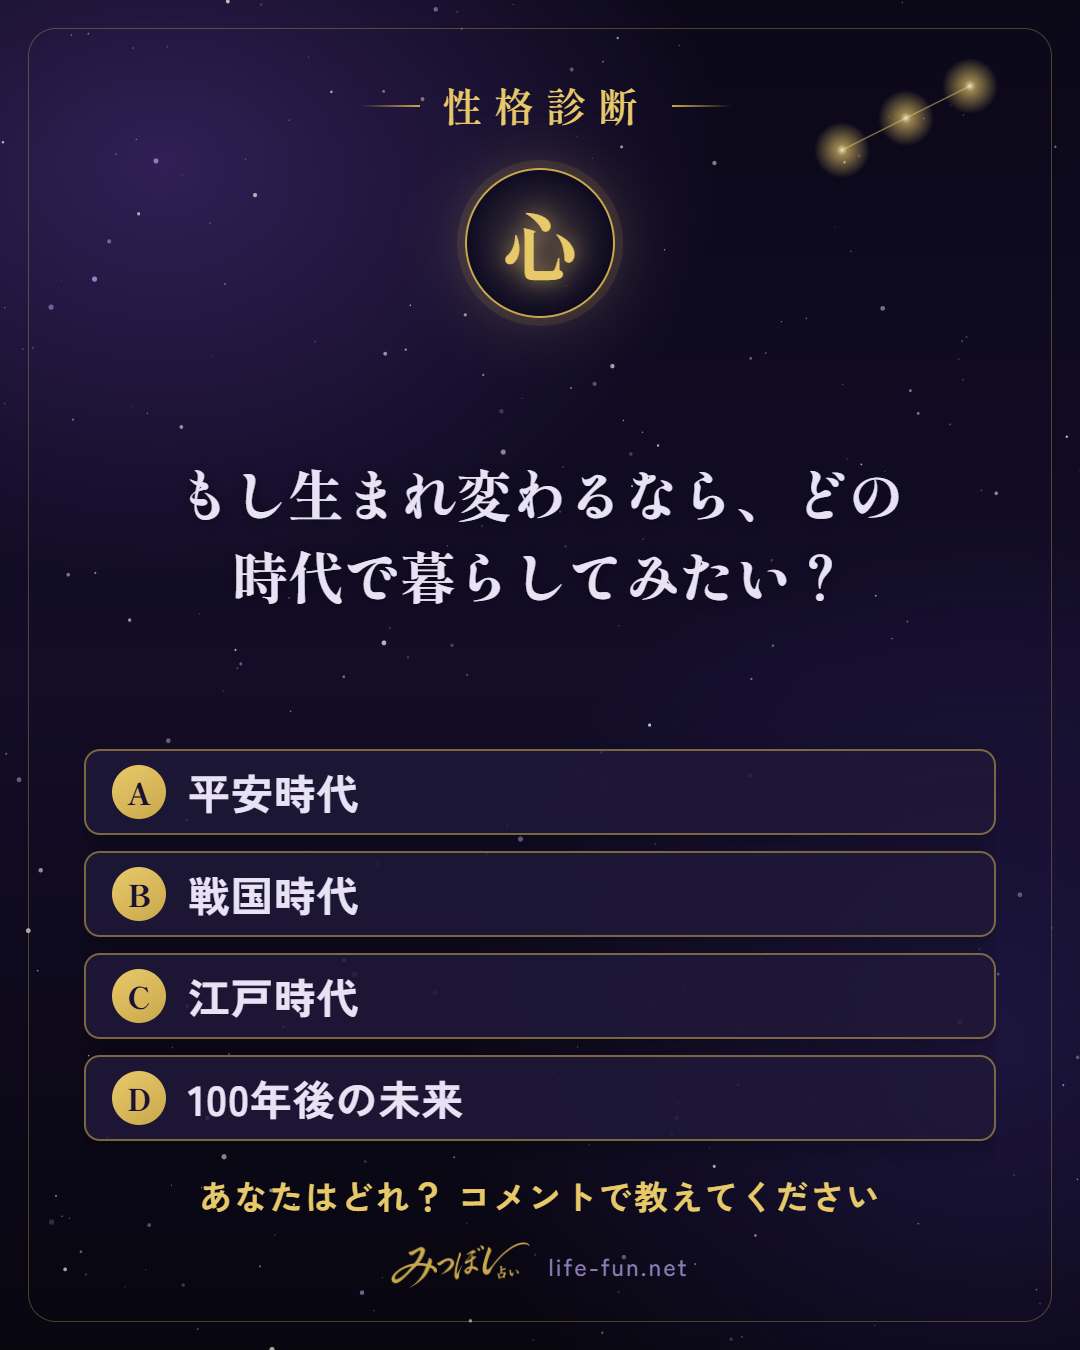 性格診断
心
もし生まれ変わるなら、どの
時代で暮らしてみたい？
A 平安時代
B 戦国時代
C 江戸時代
D 100年後の未来
あなたはどれ？ コメントで教えてください
みつぼし占い life-fun.net